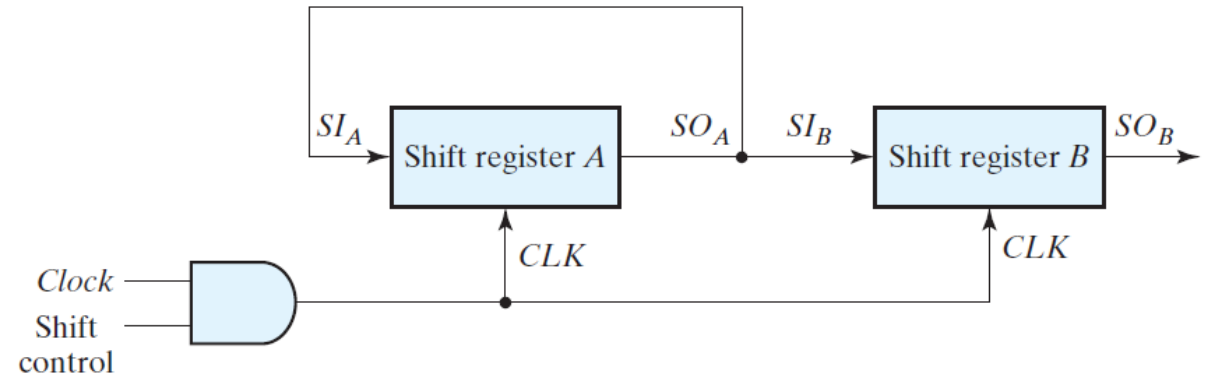 SI_A
Shift register A
SO_A
SI_B
Shift register B
SO_B
CLK
CLK
Clock
Shift
control